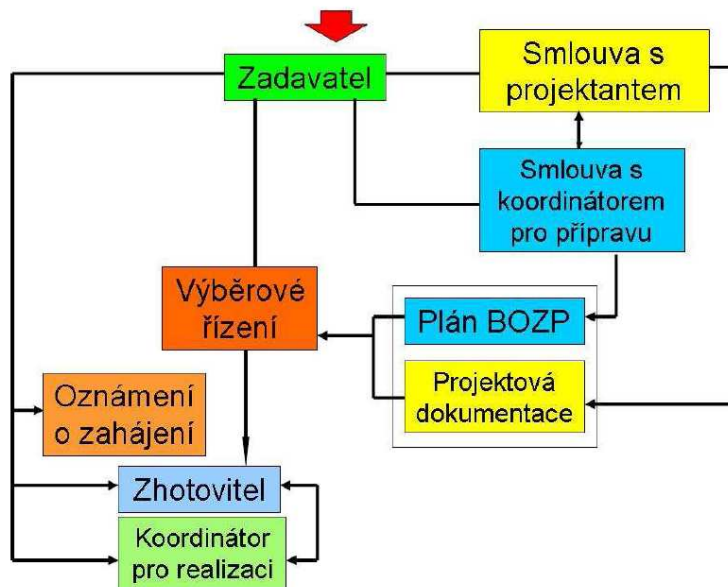 Zadavatel
Smlouva s
projektantem
Smlouva s
koordinátorem
pro přípravu
Výběrové
řízení
Plán BOZP
Projektová
dokumentace
Oznámení
o zahájení
Zhotovitel
Koordinátor
pro realizaci